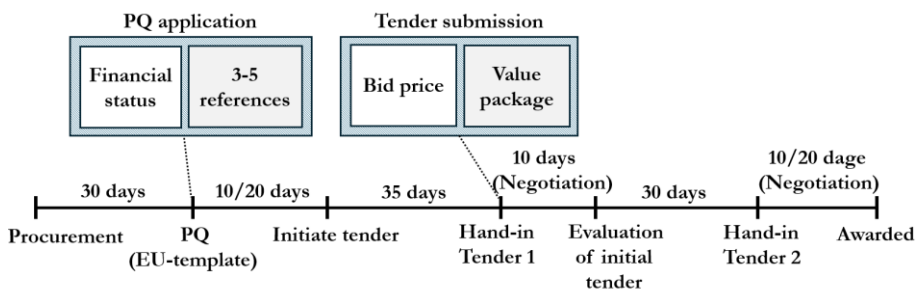 PQ application
Tender submission
Financial
status
3-5
references
Bid price
Value
package
30 days
10/20 days
35 days
10 days
(Negotiation)
30 days
10/20 dage
(Negotiation)
Procurement
PQ
(EU-template)
Initiate tender
Hand-in
Tender 1
Evaluation
of initial
tender
Hand-in
Tender 2
Awarded